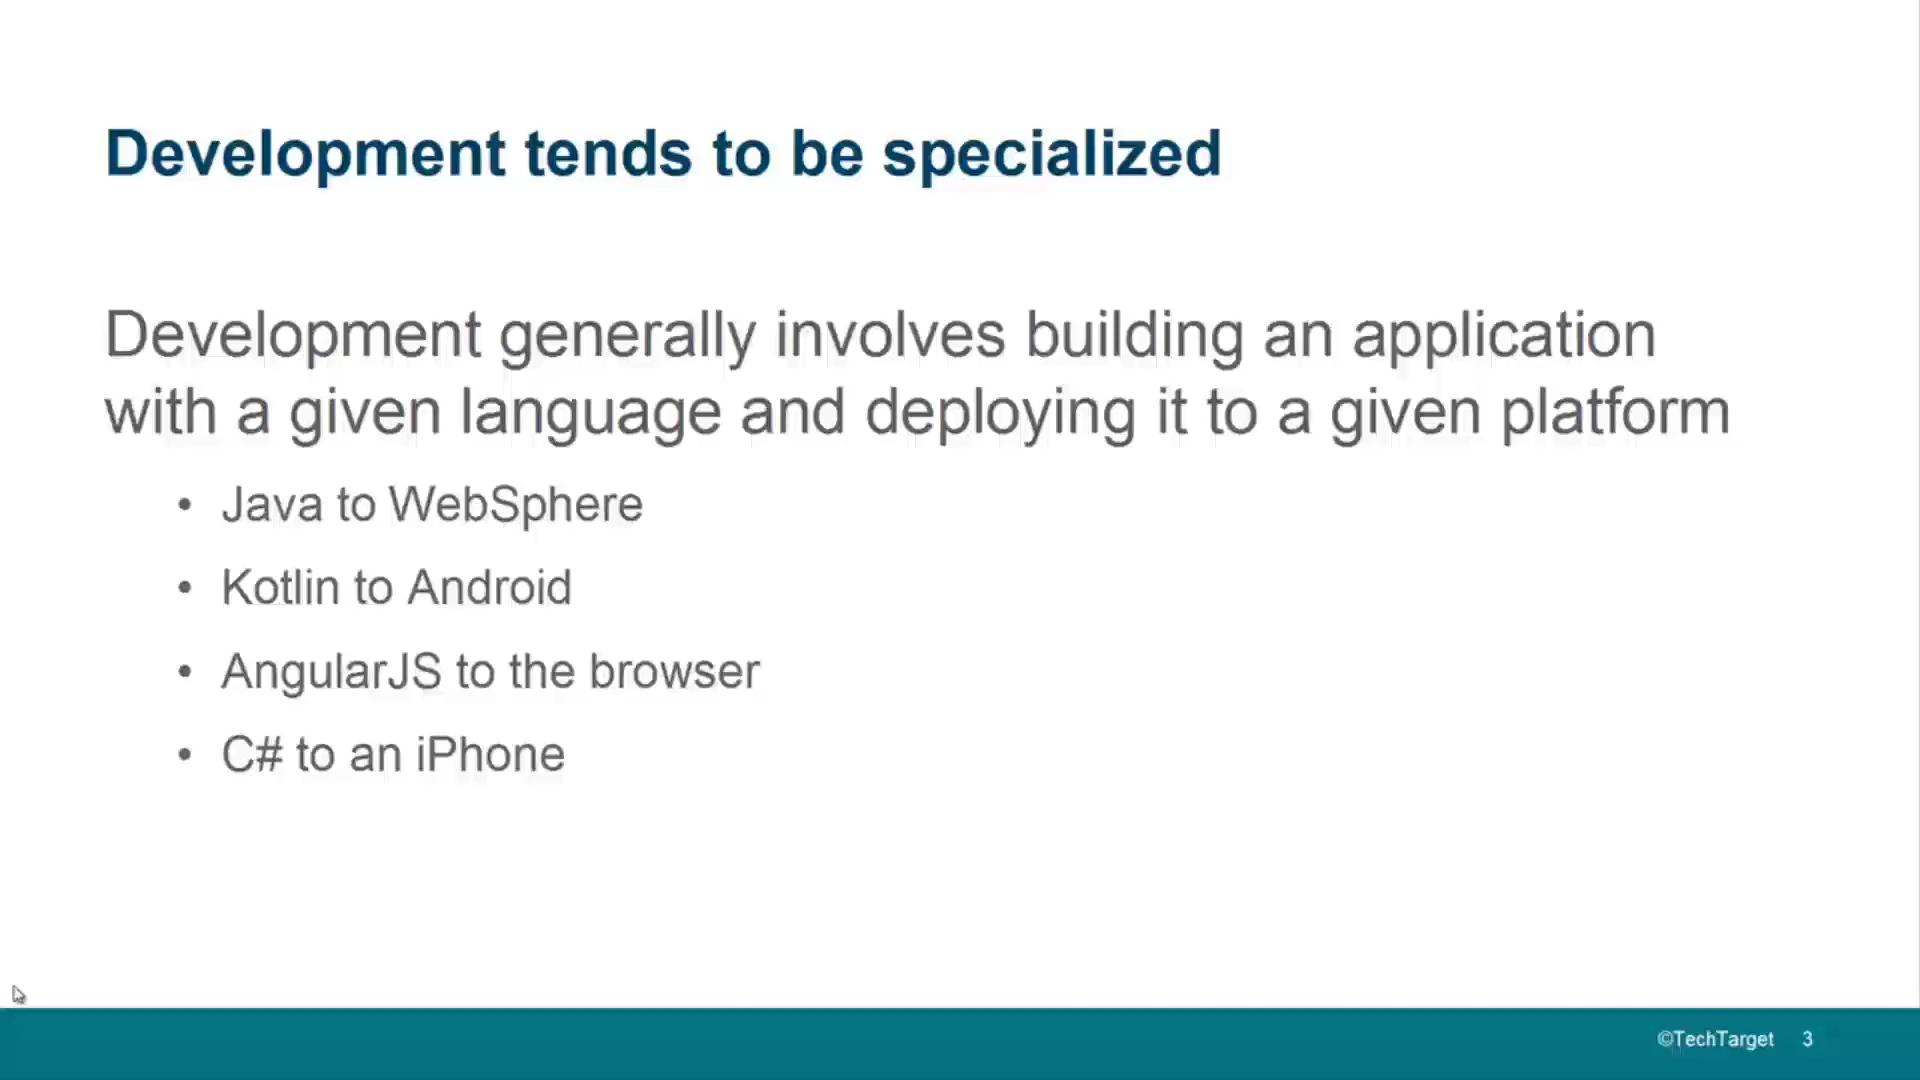 Development tends to be specialized
Development generally involves building an application
with a given language and deploying it to a given platform
• Java to WebSphere
• Kotlin to Android
• AngularJS to the browser
• C# to an iPhone
©TechTarget 3